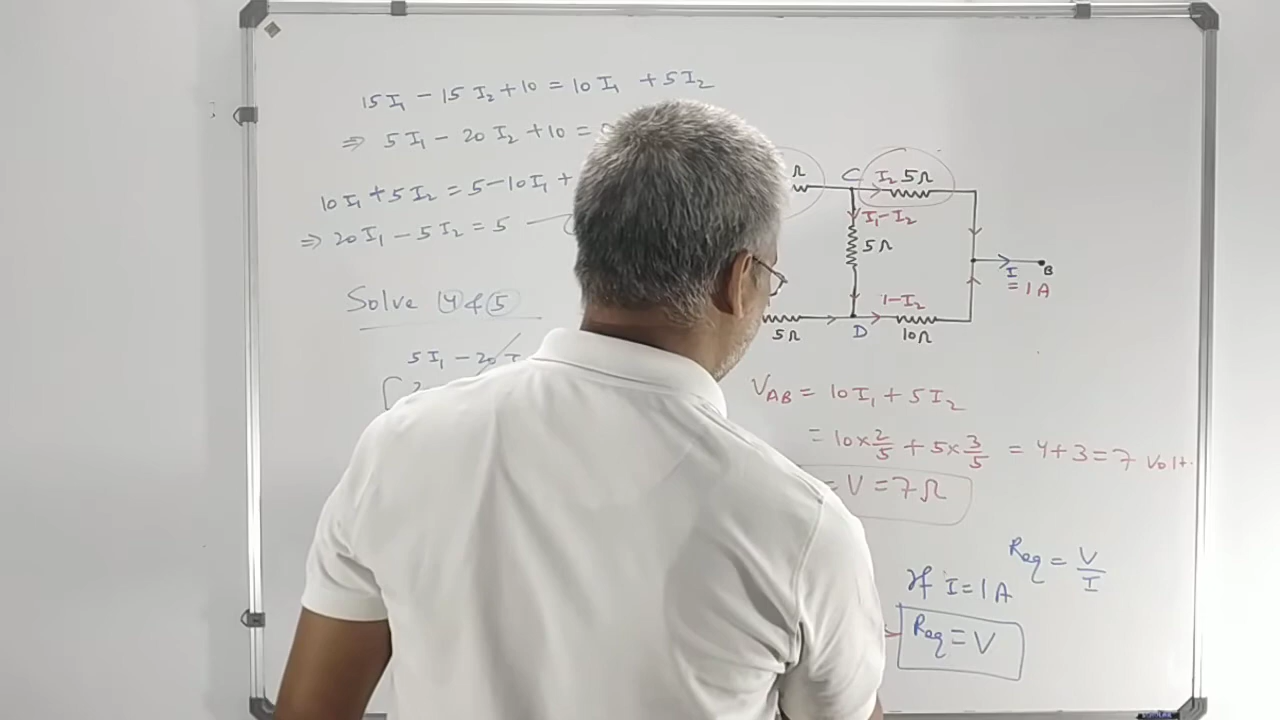 15I₁ - 15I₂ + 10 = 10I₁ + 5I₂
⇒ 5I₁ - 20I₂ + 10 =
10I₁ + 5I₂ = 5 - 10I₁ +
⇒ 20I₁ - 5I₂ = 5
Solve ④ & ⑤
5I₁ - 20
Ω
C
I₂ 5Ω
I₁-I₂
5Ω
I
= 1A
B
1-I₂
5Ω
D
10Ω
V_AB = 10I₁ + 5I₂
= 10×2/5 + 5×3/5 = 4+3 = 7 Volt.
= V = 7Ω
Req = V/I
If I = 1A
Req = V